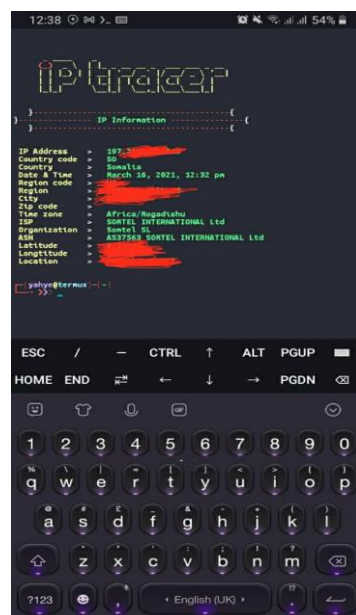 12:38 54%
iP tracer
IP Information
IP Address > 197.
Country code > SO
Country > Somalia
Date & Time > March 16, 2021, 12:32 pm
Region code >
Region >
City >
Zip code >
Time zone > Africa/Mogadishu
ISP > SOMTEL INTERNATIONAL Ltd
Organization > Somtel SL
ASN > AS37563 SOMTEL INTERNATIONAL Ltd
Latitude >
Longtitude >
Location >
[yahye@termux]-[~]
>>
ESC / — CTRL ↑ ALT PGUP
HOME END ← ↓ → PGDN
GIF
1 2 3 4 5 6 7 8 9 0
q w e r t y u i o p
a s d f g h j k l
z x c v b n m
?123 , English (UK)